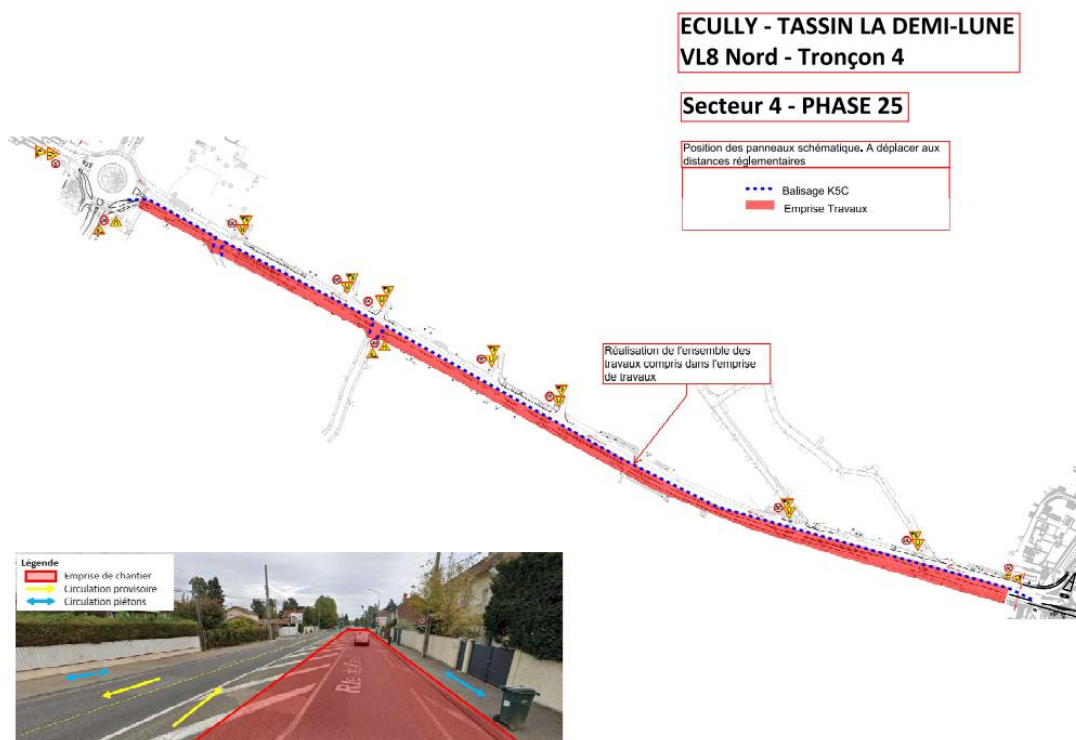 ECULLY - TASSIN LA DEMI-LUNE
VL8 Nord - Tronçon 4
Secteur 4 - PHASE 25
Position des panneaux schématique. A déplacer aux
distances réglementaires
Balisage K5C
Emprise Travaux
Réalisation de l'ensemble des
travaux compris dans l'emprise
de travaux
Légende
Emprise de chantier
Circulation provisoire
Circulation piétons